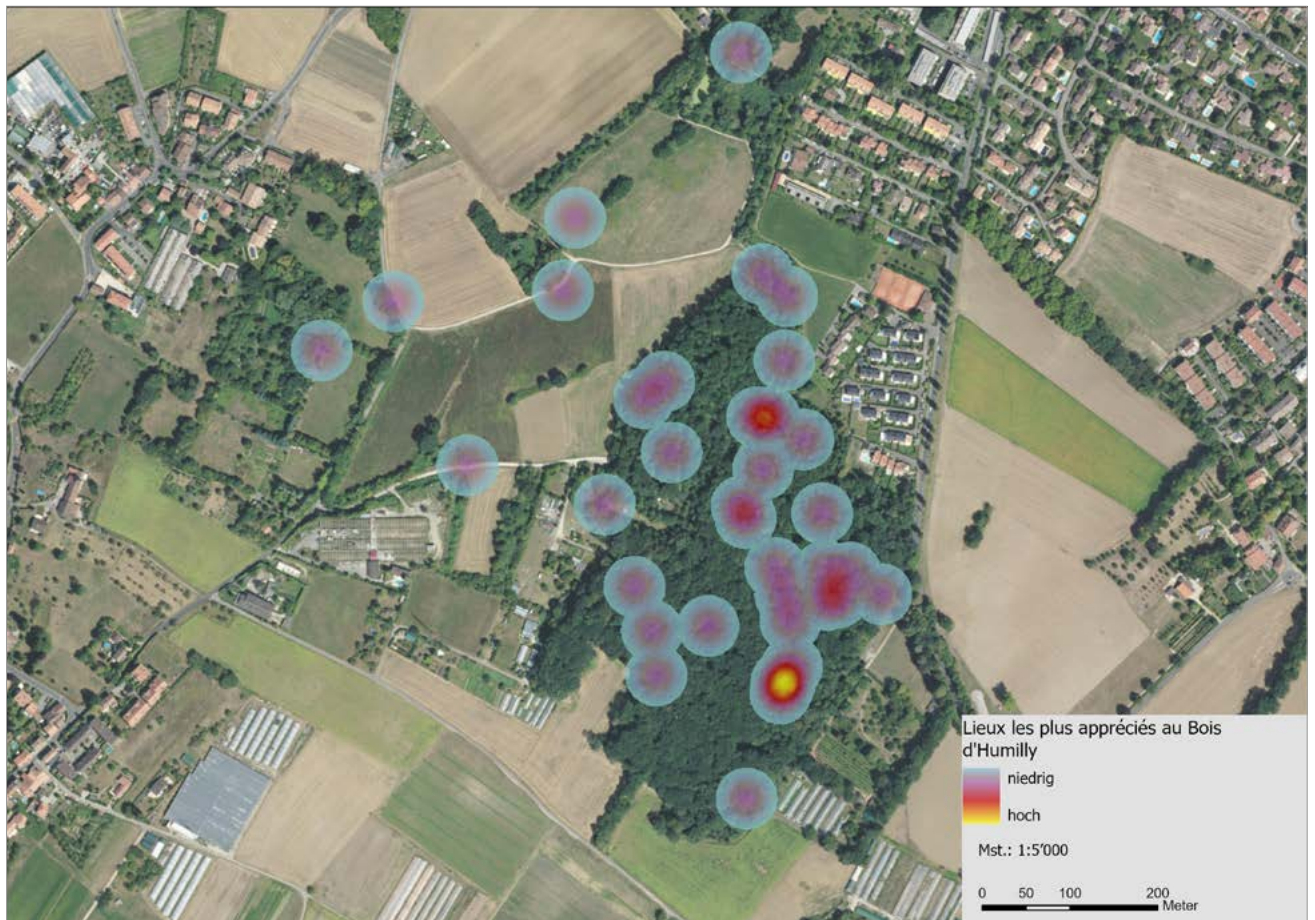 Lieux les plus appréciés au Bois
d'Humilly
niedrig
hoch
Mst.: 1:5'000
0 50 100 200
Meter